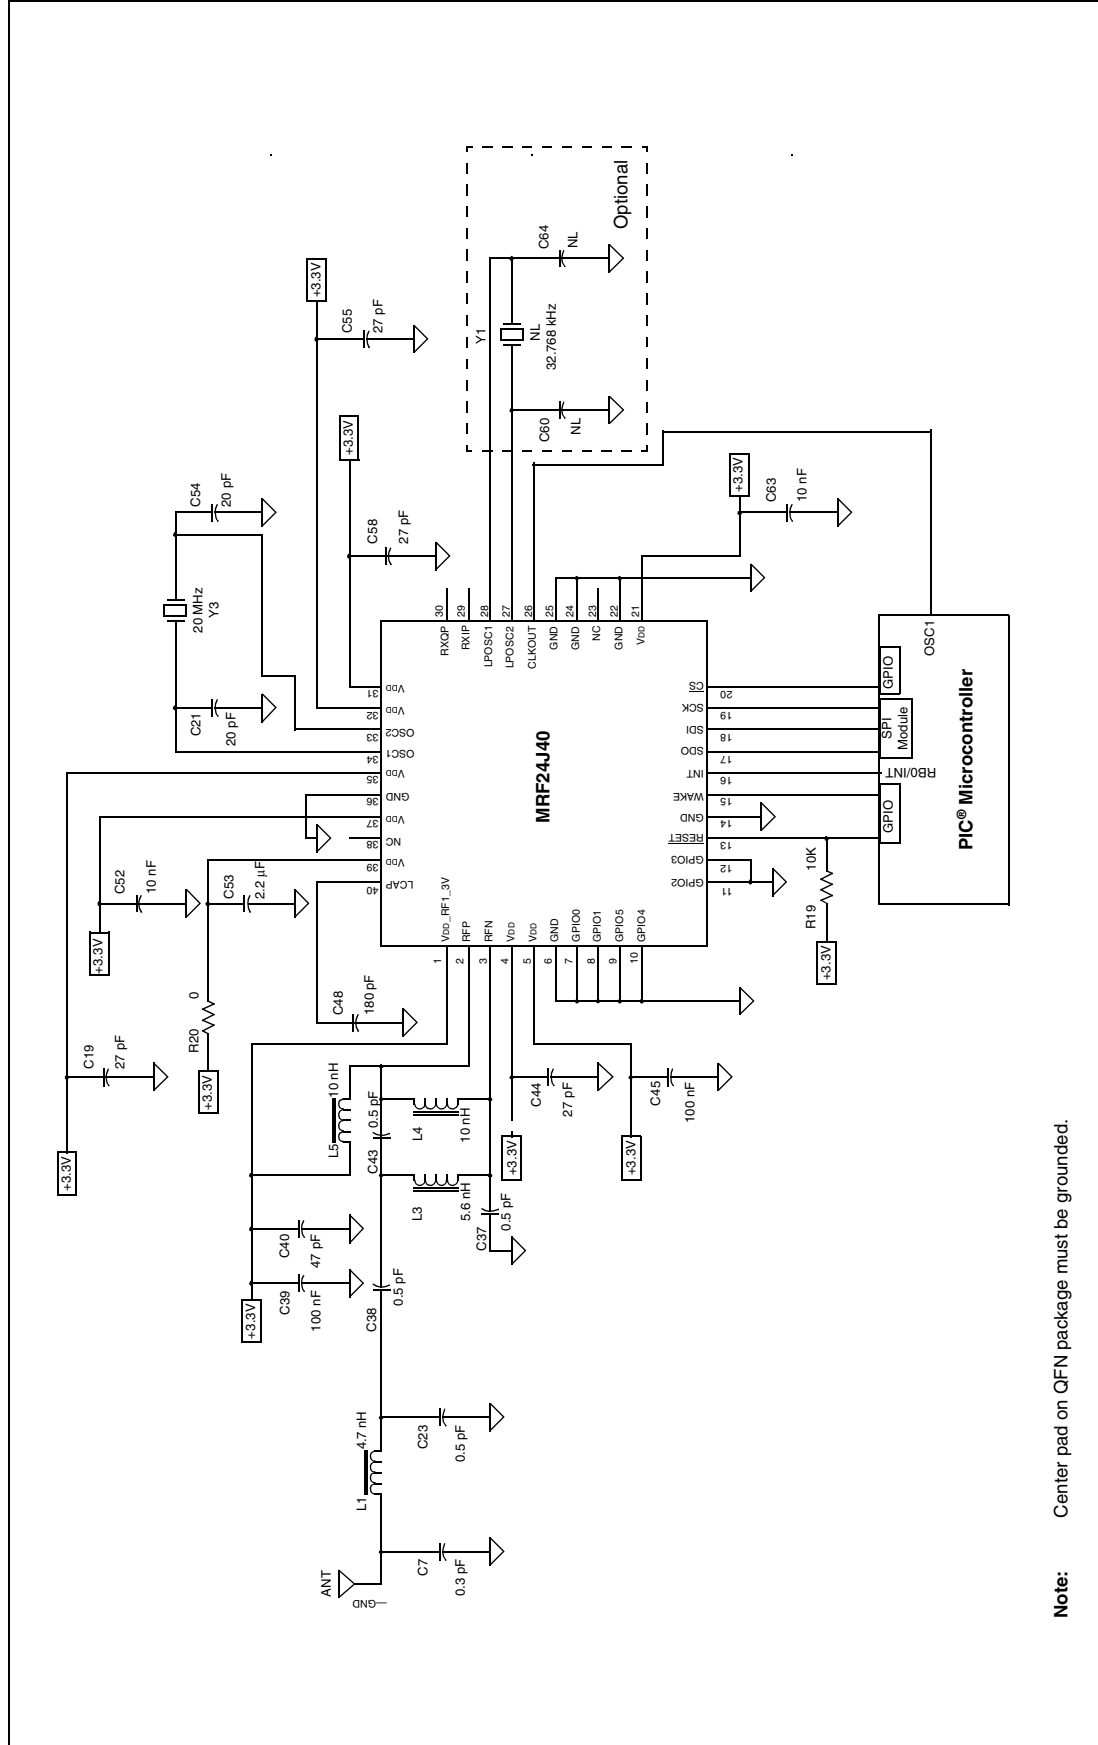 ANT
GND
C7
0.3 pF
L1
4.7 nH
C23
0.5 pF
C38
0.5 pF
+3.3V
C39
100 nF
C40
47 pF
L5
10 nH
C43
0.5 pF
L3
5.6 nH
L4
10 nH
C37
0.5 pF
+3.3V
C44
27 pF
+3.3V
C45
100 nF
+3.3V
C19
27 pF
+3.3V
R20
0
+3.3V
C52
10 nF
C53
2.2 µF
C48
180 pF
C21
20 pF
20 MHz
Y3
C54
20 pF
+3.3V
C58
27 pF
+3.3V
C55
27 pF
MRF24J40
1
VDD_RF1_3V
2
RFP
3
RFN
4
VDD
5
VDD
6
GND
7
GPIO0
8
GPIO1
9
GPIO5
10
GPIO4
11
GPIO2
12
GPIO3
13
RESET
14
GND
15
WAKE
16
INT
17
SDO
18
SDI
19
SCK
20
CS
21
VDD
22
GND
23
NC
24
GND
25
GND
26
CLKOUT
27
LPOSC2
28
LPOSC1
29
RXIP
30
RXQP
31
VDD
32
VDD
33
OSC2
34
OSC1
35
VDD
36
GND
37
VDD
38
NC
39
VDD
40
LCAP
Y1
NL
32.768 kHz
C60
NL
C64
NL
Optional
+3.3V
C63
10 nF
+3.3V
R19
10K
GPIO
RB0/INT
SPI
Module
GPIO
OSC1
PIC® Microcontroller
Note: Center pad on QFN package must be grounded.